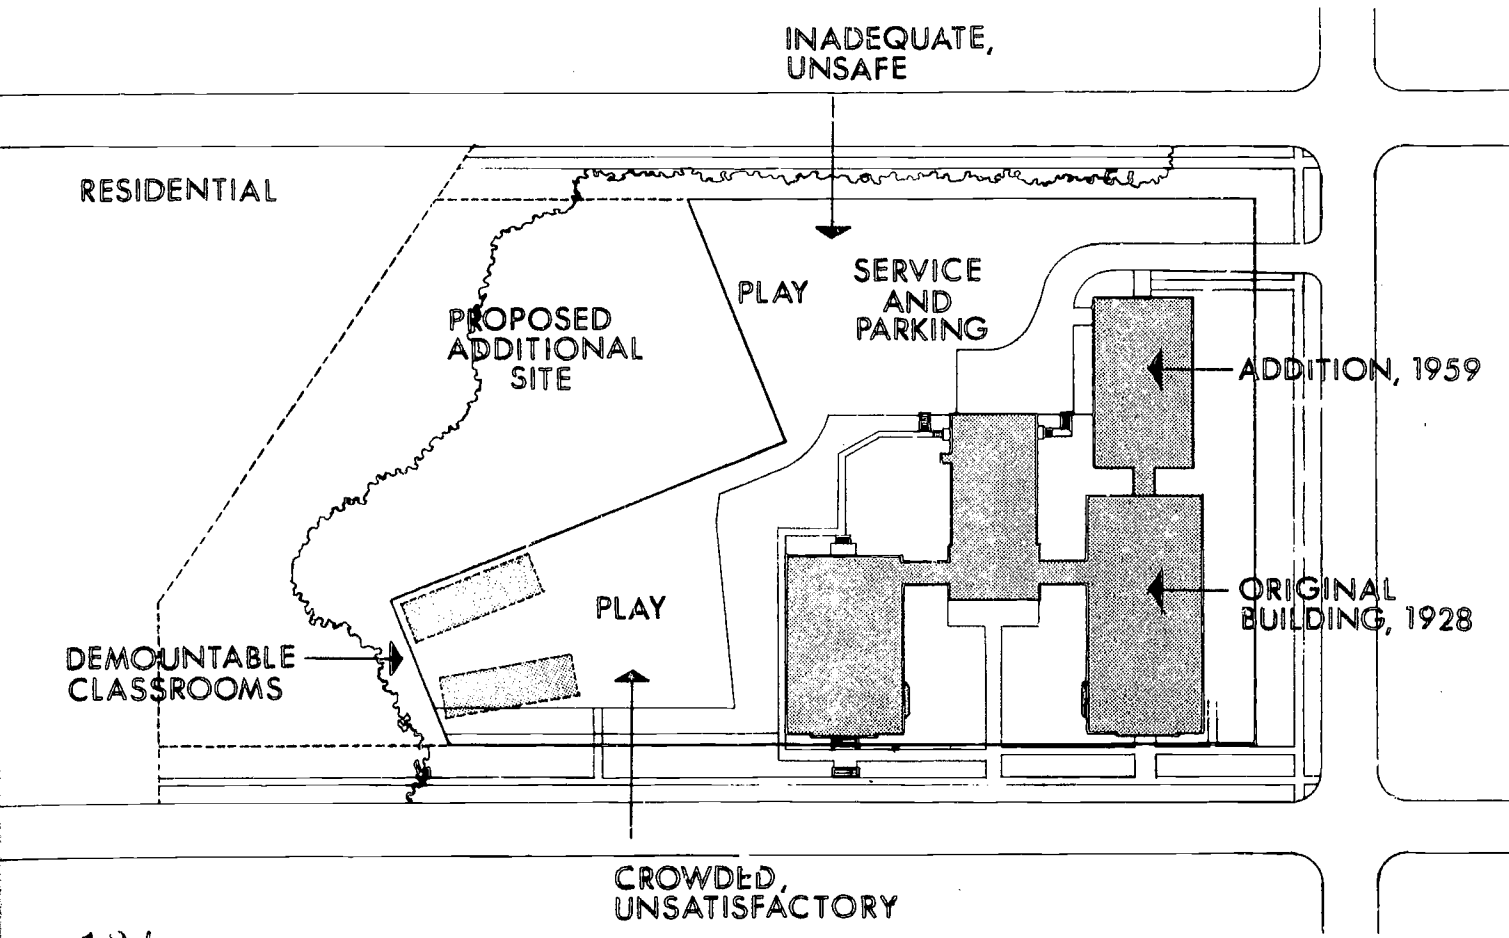 INADEQUATE,
UNSAFE
RESIDENTIAL
PLAY
SERVICE
AND
PARKING
PROPOSED
ADDITIONAL
SITE
ADDITION, 1959
PLAY
ORIGINAL
BUILDING, 1928
DEMOUNTABLE
CLASSROOMS
CROWDED,
UNSATISFACTORY